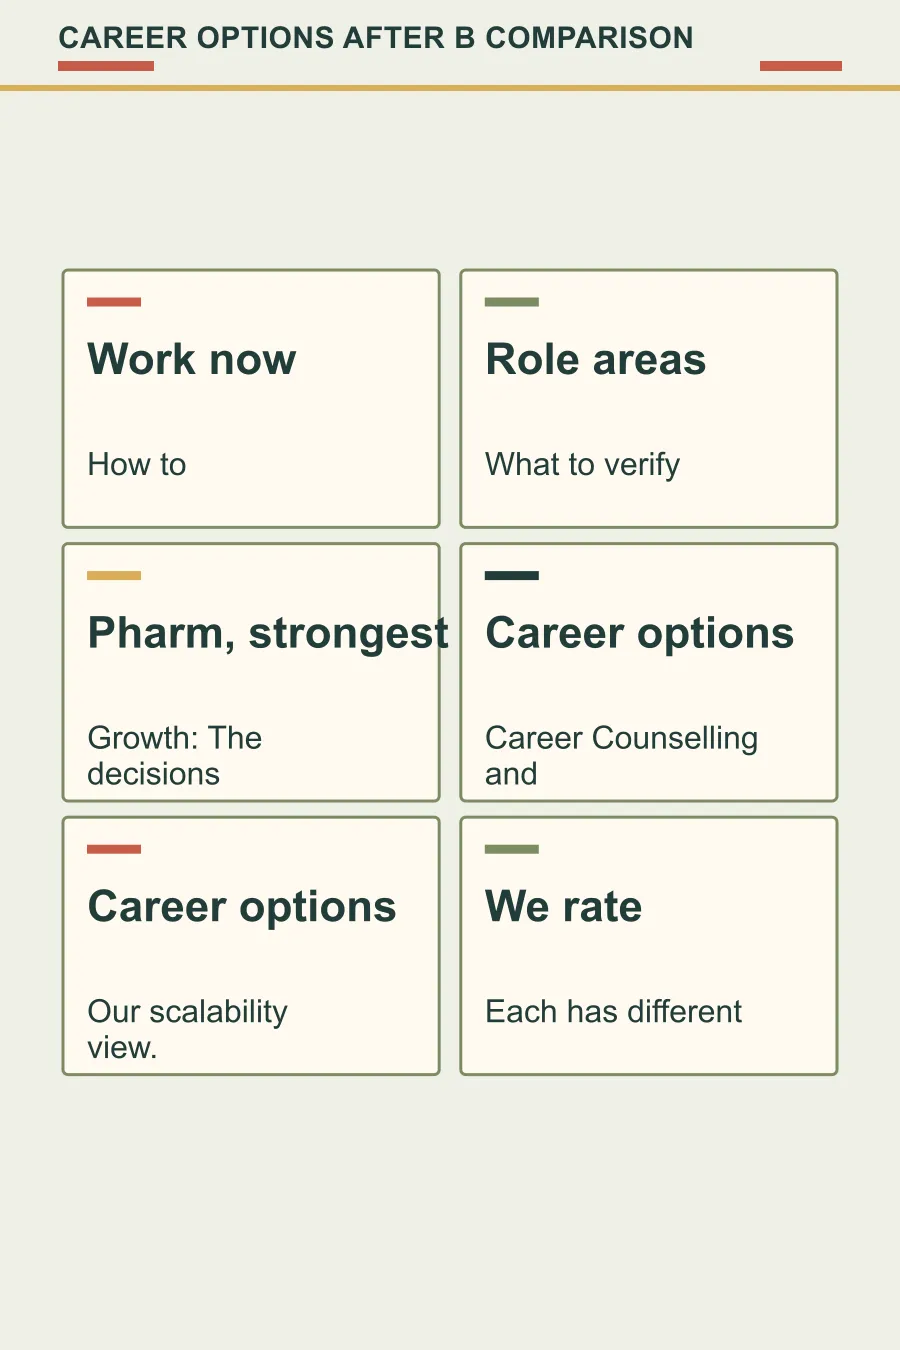 CAREER OPTIONS AFTER B COMPARISON
Work now
How to
Role areas
What to verify
Pharm, strongest
Growth: The
decisions
Career options
Career Counselling
and
Career options
Our scalability
view.
We rate
Each has different